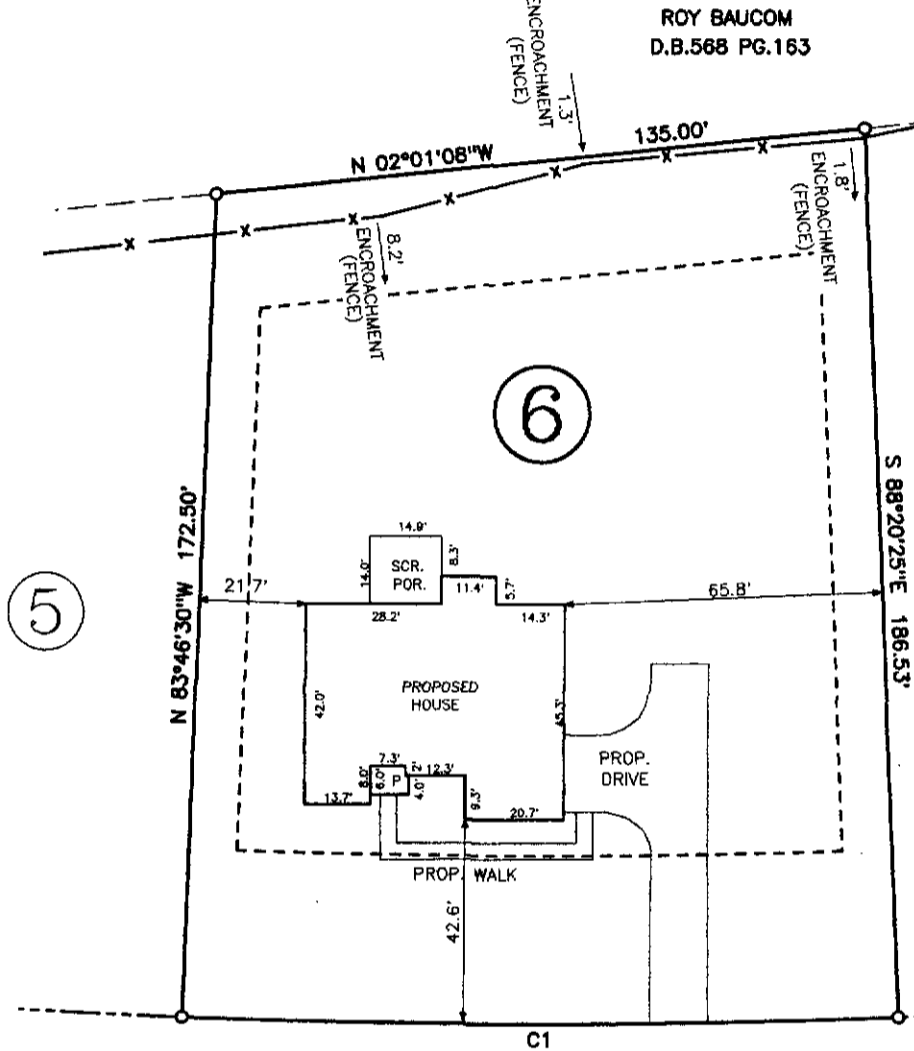 ROY BAUCOM
D.B.568 PG.163
ENCROACHMENT
(FENCE)
1.3'
N 02°01'08"W
135.00'
1.8'
ENCROACHMENT
(FENCE)
8.2'
ENCROACHMENT
(FENCE)
6
N 83°46'30"W 172.50'
S 88°20'25"E 186.53'
5
14.9'
14.0'
SCR.
POR.
8.3'
11.4'
5.7'
21.7'
28.2'
14.3'
65.8'
42.0'
PROPOSED
HOUSE
45.3'
PROP.
DRIVE
7.3'
8.0'
6.0'
P
2'
12.3'
4.0'
9.3'
13.7'
20.7'
PROP. WALK
42.6'
C1